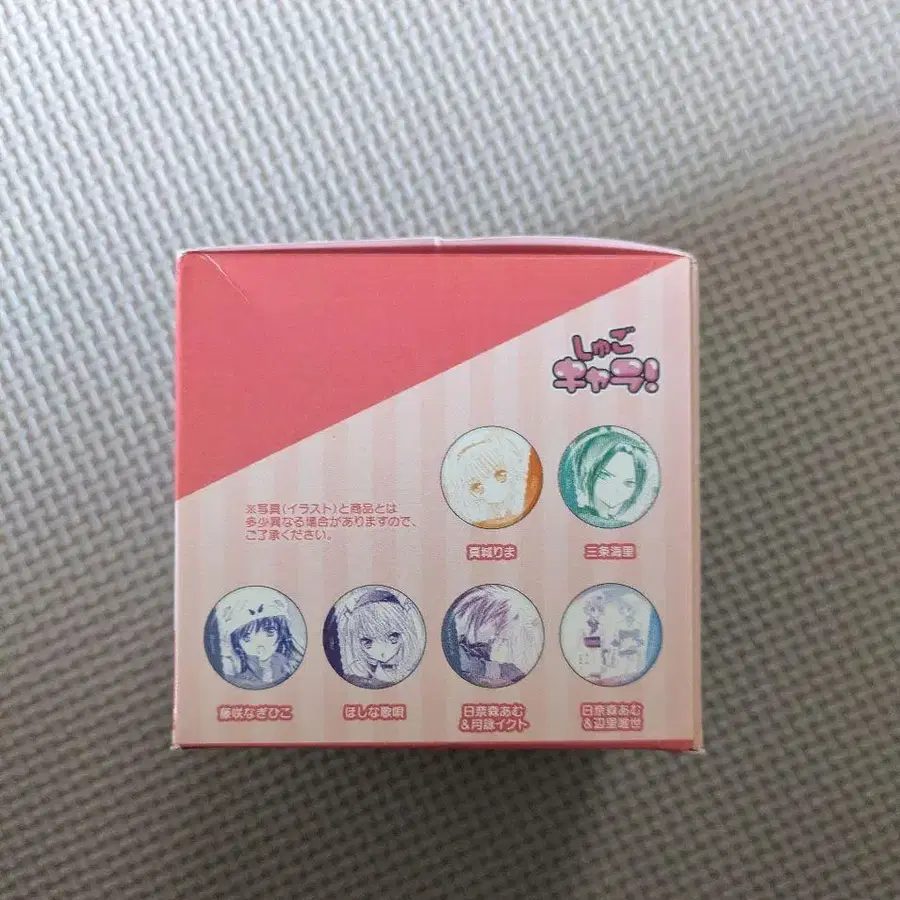 しゅご
キャラ!
※写真(イラスト)と商品とは
多少異なる場合がありますので、
ご了承ください。
真城りま
三条海里
藤咲なぎひこ
ほしな歌唄
日奈森あむ
&月詠イクト
日奈森あむ
&辺里唯世